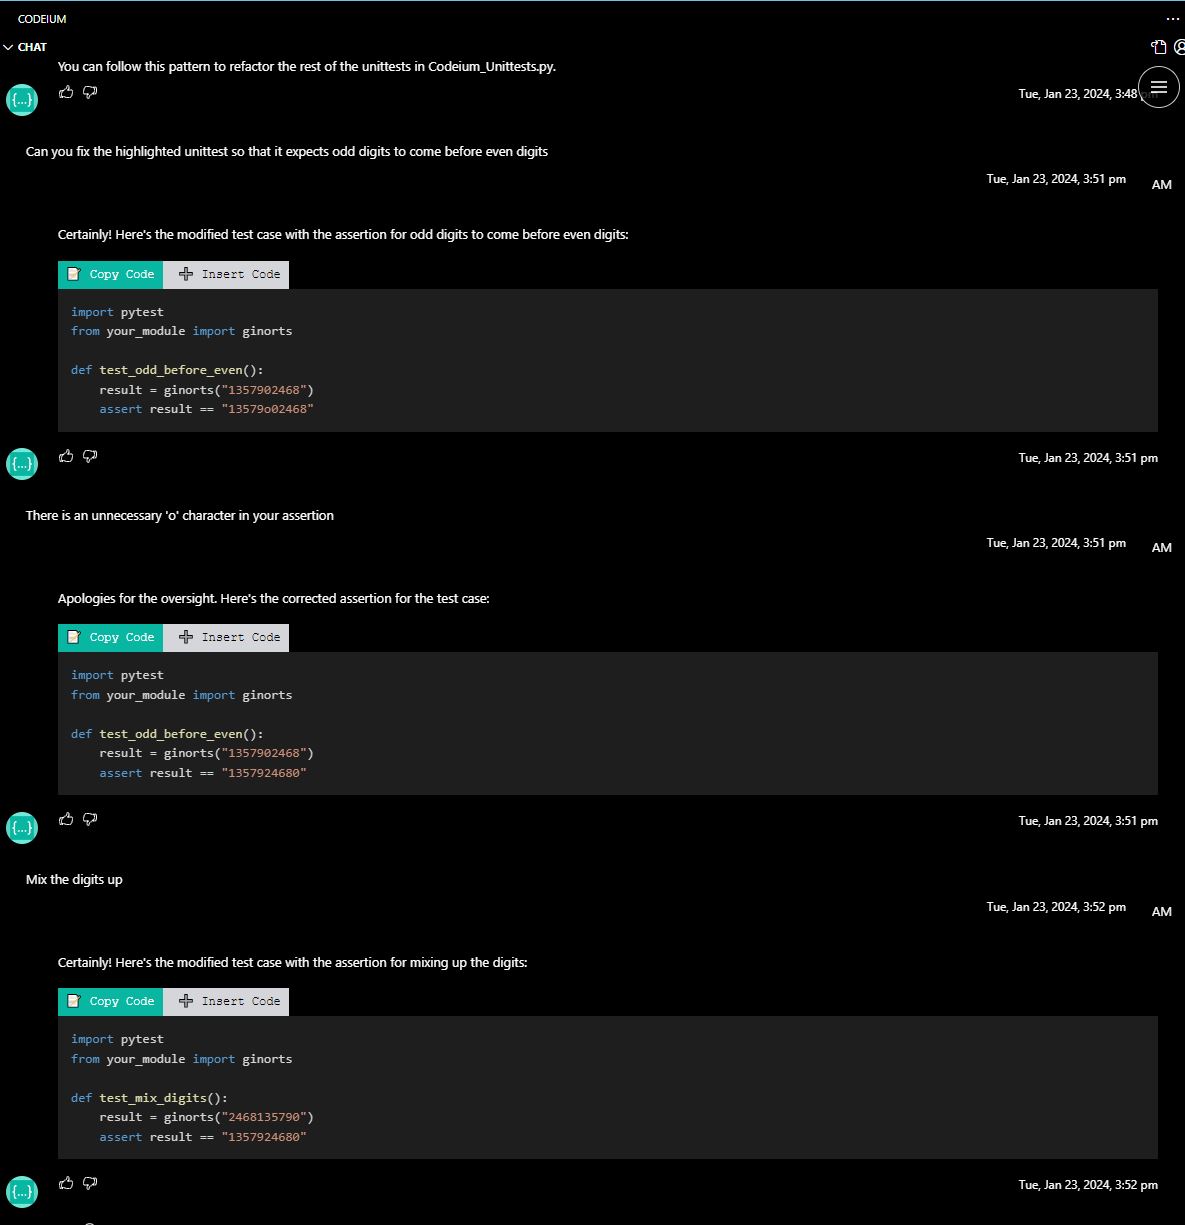 CODEIUM
CHAT
You can follow this pattern to refactor the rest of the unittests in Codeium_Unittests.py.
Tue, Jan 23, 2024, 3:48
Can you fix the highlighted unittest so that it expects odd digits to come before even digits
Tue, Jan 23, 2024, 3:51 pm
AM
Certainly! Here's the modified test case with the assertion for odd digits to come before even digits:
Copy Code Insert Code
import pytest
from your_module import ginorts
def test_odd_before_even():
result = ginorts("1357902468")
assert result == "13579o02468"
{...}
Tue, Jan 23, 2024, 3:51 pm
There is an unnecessary 'o' character in your assertion
Tue, Jan 23, 2024, 3:51 pm
AM
Apologies for the oversight. Here's the corrected assertion for the test case:
Copy Code Insert Code
import pytest
from your_module import ginorts
def test_odd_before_even():
result = ginorts("1357902468")
assert result == "1357924680"
{...}
Tue, Jan 23, 2024, 3:51 pm
Mix the digits up
Tue, Jan 23, 2024, 3:52 pm
AM
Certainly! Here's the modified test case with the assertion for mixing up the digits:
Copy Code Insert Code
import pytest
from your_module import ginorts
def test_mix_digits():
result = ginorts("2468135790")
assert result == "1357924680"
{...}
Tue, Jan 23, 2024, 3:52 pm